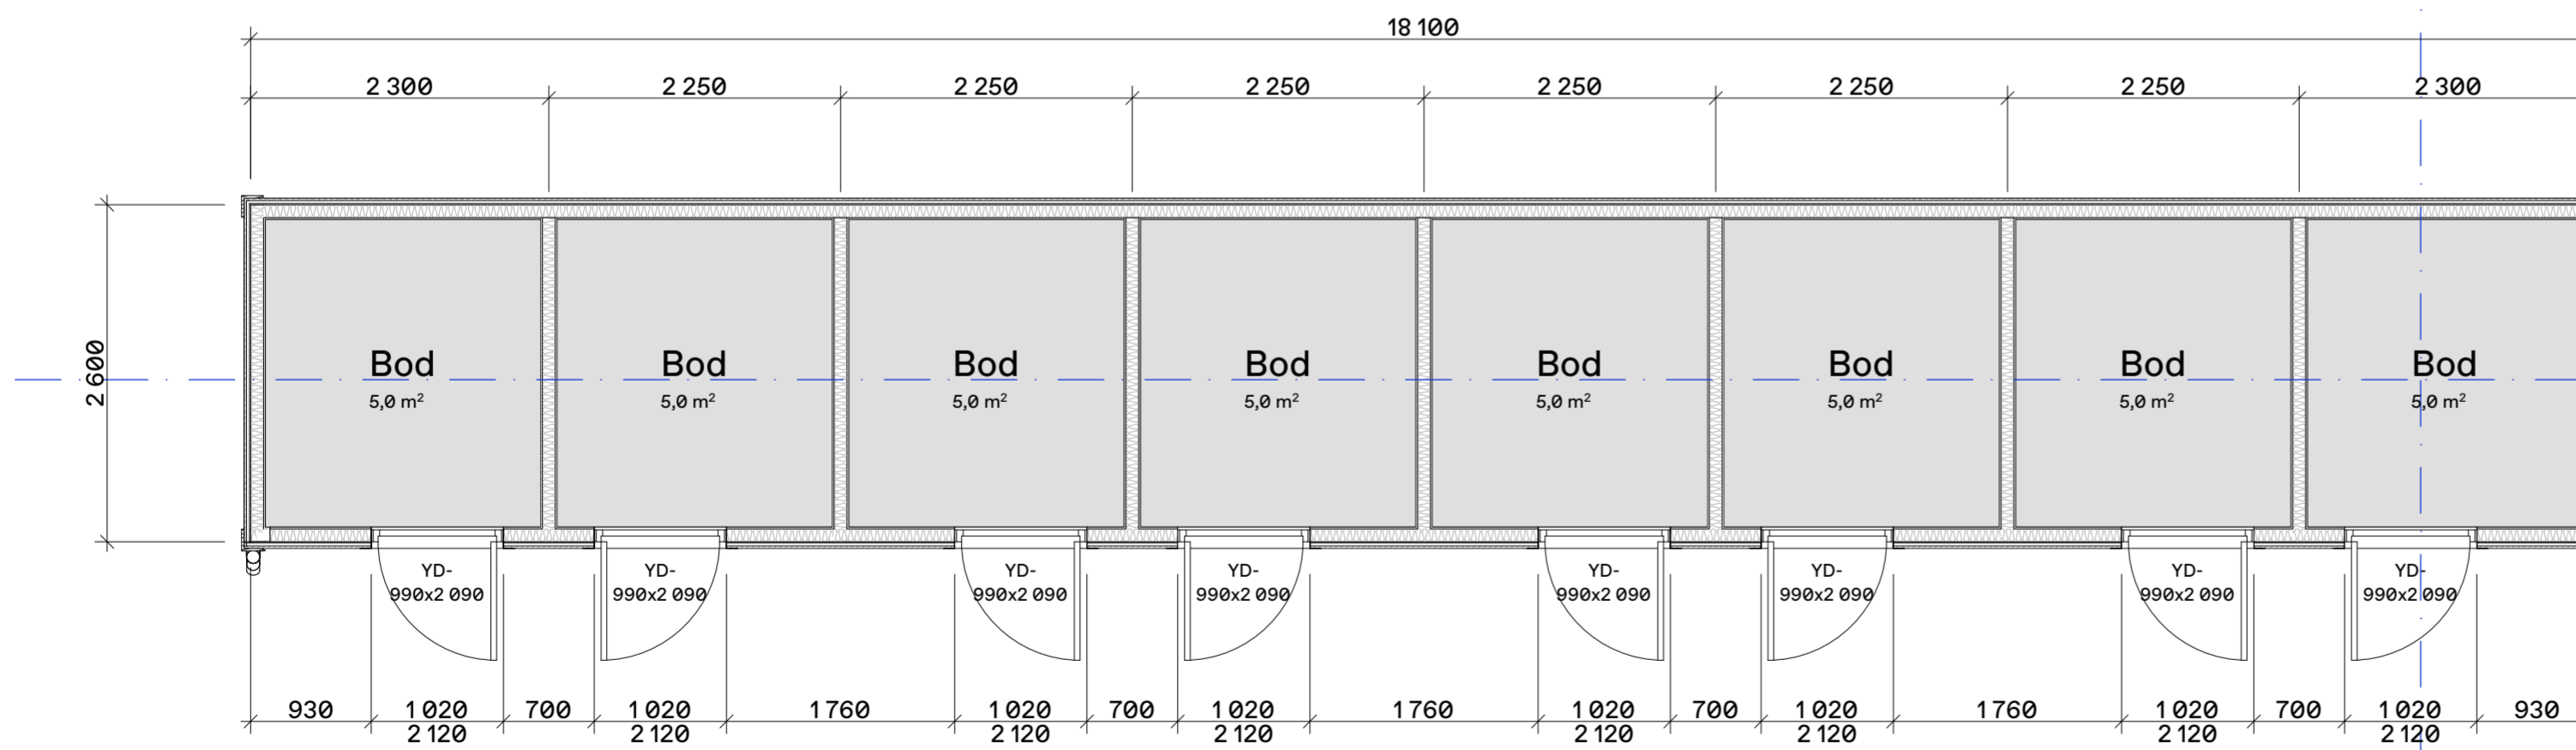 18 100
2 300 2 250 2 250 2 250 2 250 2 250 2 250 2 300
2 600
Bod Bod Bod Bod Bod Bod Bod Bod
5,0 m² 5,0 m² 5,0 m² 5,0 m² 5,0 m² 5,0 m² 5,0 m² 5,0 m²
YD- YD- YD- YD- YD- YD- YD- YD-
990x2 090 990x2 090 990x2 090 990x2 090 990x2 090 990x2 090 990x2 090 990x2 090
930 1 020 700 1 020 1 760 1 020 700 1 020 1 760 1 020 700 1 020 1 760 1 020 700 1 020 930
2 120 2 120 2 120 2 120 2 120 2 120 2 120 2 120